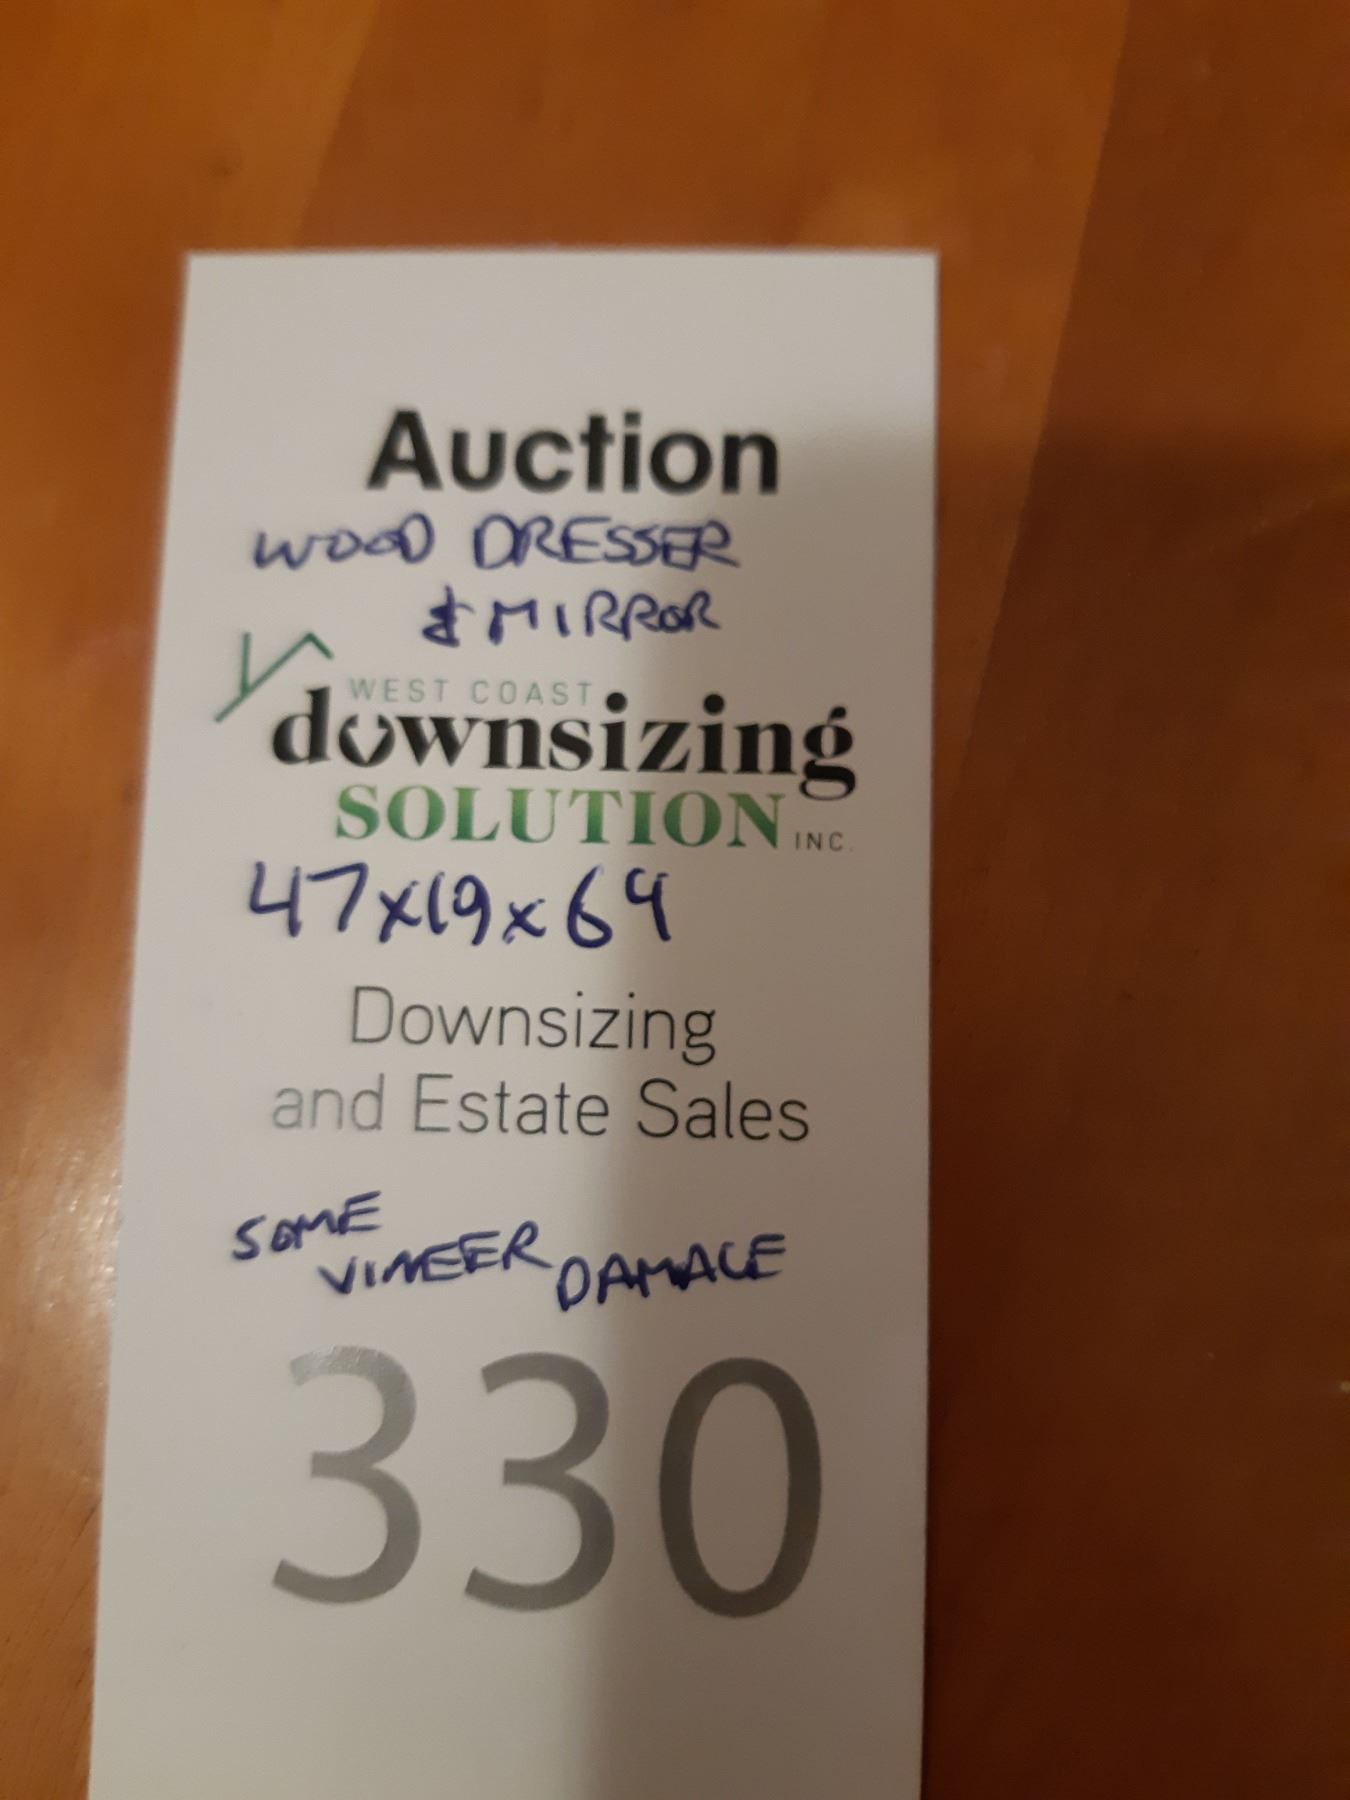 Auction
WOOD DRESSER
& MIRROR
WEST COAST
downsizing
SOLUTION INC.
47x19x64
Downsizing
and Estate Sales
SOME
VINEER DAMAGE
330